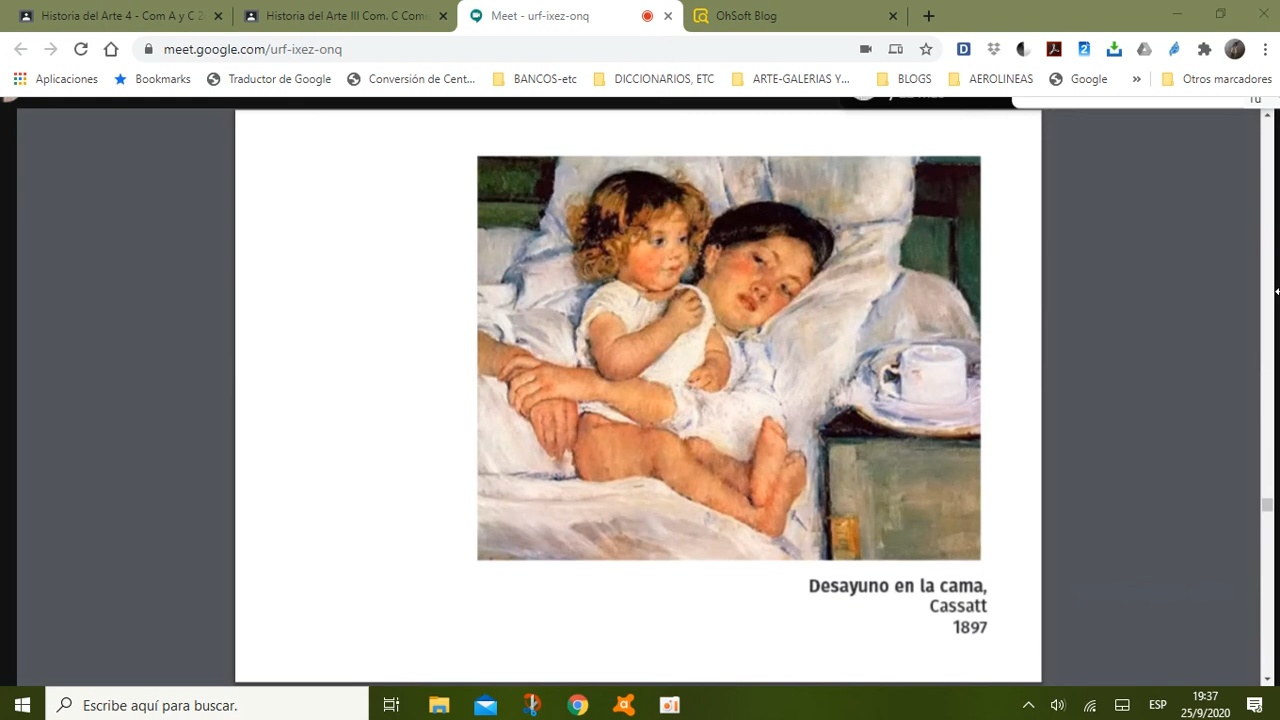 Historia del Arte 4 - Com A y C 2
Historia del Arte III Com. C Comi
Meet - urf-ixez-onq
OhSoft Blog
meet.google.com/urf-ixez-onq
Aplicaciones
Bookmarks
Traductor de Google
Conversión de Gent...
BANCOS-etc
DICCIONARIOS, ETC
ARTE-GALERIAS Y...
BLOGS
AEROLINEAS
Google
»
Otros marcadores
Desayuno en la cama,
Cassatt
1897
Escribe aquí para buscar.
ESP
19:37
25/9/2020